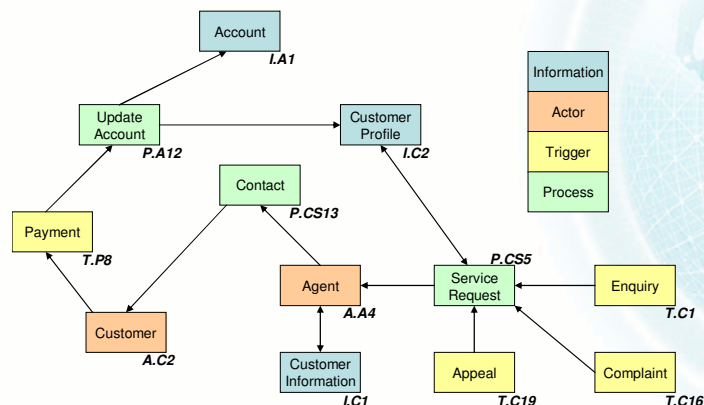 Account
I.A1
Information
Actor
Trigger
Process
Update
Account
P.A12
Customer
Profile
I.C2
Contact
P.CS13
Payment
T.P8
P.CS5
Agent
A.A4
Service
Request
Enquiry
T.C1
Customer
A.C2
Customer
Information
I.C1
Appeal
T.C19
Complaint
T.C16